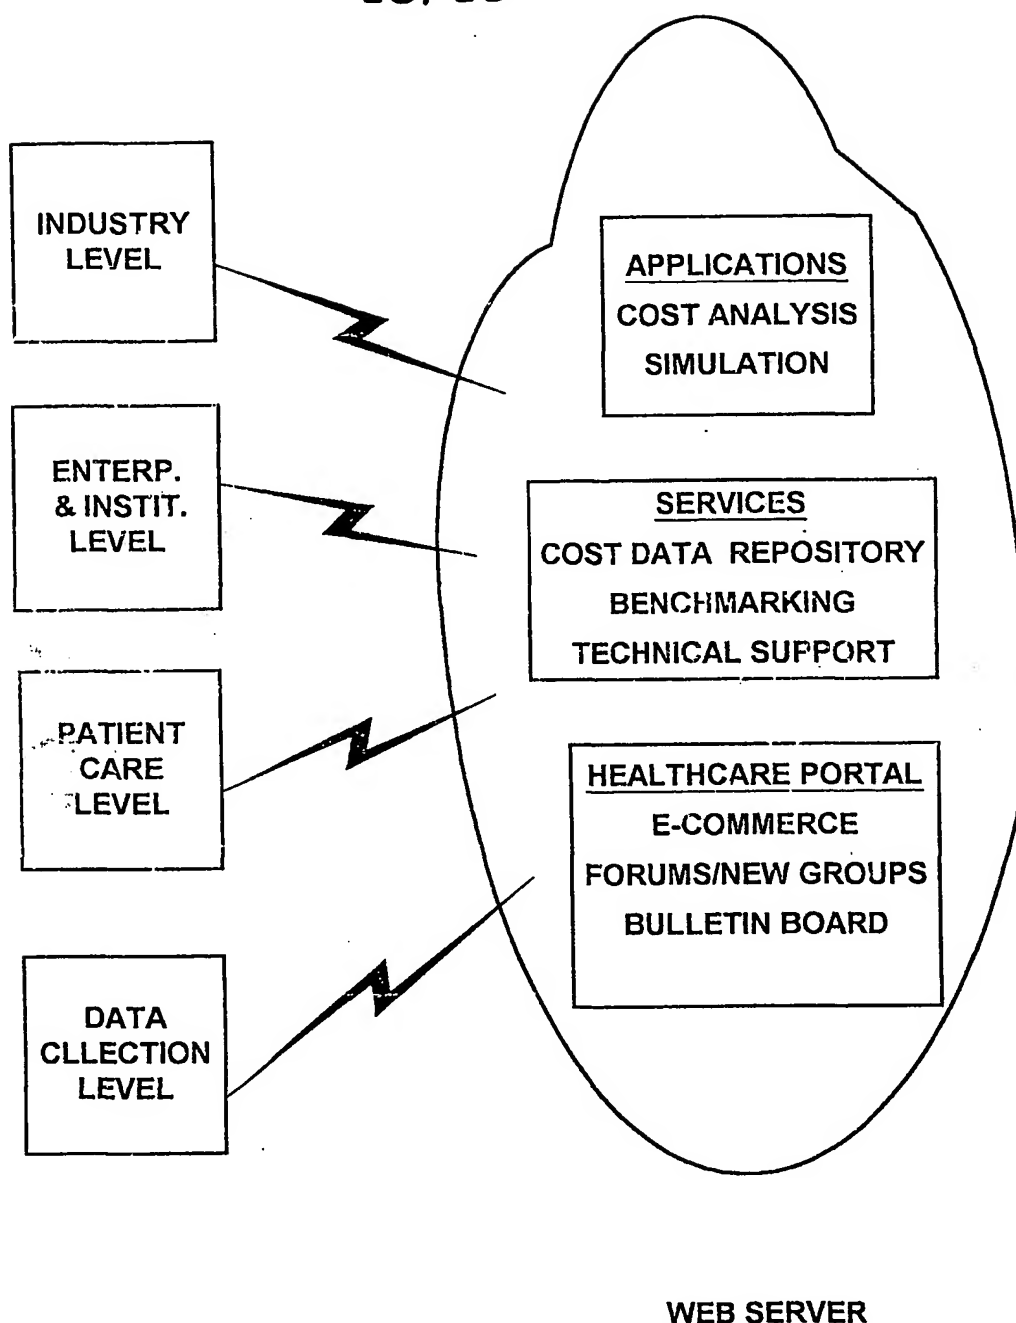 INDUSTRY
LEVEL
ENTERP.
& INSTIT.
LEVEL
PATIENT
CARE
LEVEL
DATA
CLLECTION
LEVEL
APPLICATIONS
COST ANALYSIS
SIMULATION
SERVICES
COST DATA REPOSITORY
BENCHMARKING
TECHNICAL SUPPORT
HEALTHCARE PORTAL
E-COMMERCE
FORUMS/NEW GROUPS
BULLETIN BOARD
WEB SERVER